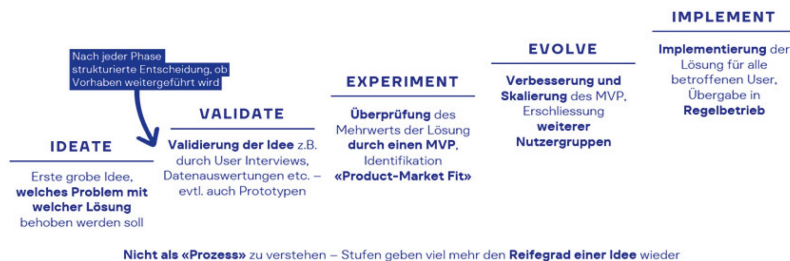 Nach jeder Phase
strukturierte Entscheidung, ob
Vorhaben weitergeführt wird
IDEATE
Erste grobe Idee,
welches Problem mit
welcher Lösung
behoben werden soll
VALIDATE
Validierung der Idee z.B.
durch User Interviews,
Datenauswertungen etc. –
evtl. auch Prototypen
EXPERIMENT
Überprüfung des
Mehrwerts der Lösung
durch einen MVP,
Identifikation
«Product-Market Fit»
EVOLVE
Verbesserung und
Skalierung des MVP,
Erschliessung
weiterer
Nutzergruppen
IMPLEMENT
Implementierung der
Lösung für alle
betroffenen User,
Übergabe in
Regelbetrieb
Nicht als «Prozess» zu verstehen – Stufen geben viel mehr den Reifegrad einer Idee wieder